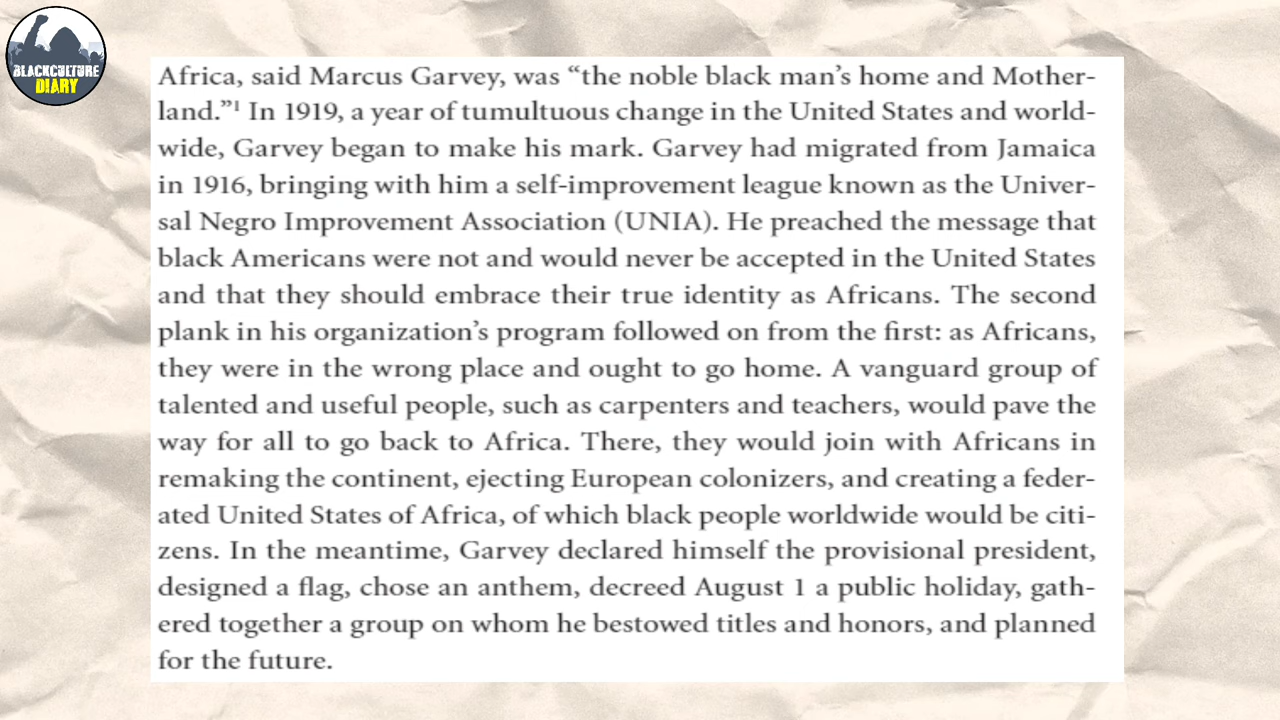 BLACKCULTURE
DIARY
Africa, said Marcus Garvey, was “the noble black man’s home and Mother-
land.”¹ In 1919, a year of tumultuous change in the United States and world-
wide, Garvey began to make his mark. Garvey had migrated from Jamaica
in 1916, bringing with him a self-improvement league known as the Univer-
sal Negro Improvement Association (UNIA). He preached the message that
black Americans were not and would never be accepted in the United States
and that they should embrace their true identity as Africans. The second
plank in his organization’s program followed on from the first: as Africans,
they were in the wrong place and ought to go home. A vanguard group of
talented and useful people, such as carpenters and teachers, would pave the
way for all to go back to Africa. There, they would join with Africans in
remaking the continent, ejecting European colonizers, and creating a feder-
ated United States of Africa, of which black people worldwide would be citi-
zens. In the meantime, Garvey declared himself the provisional president,
designed a flag, chose an anthem, decreed August 1 a public holiday, gath-
ered together a group on whom he bestowed titles and honors, and planned
for the future.